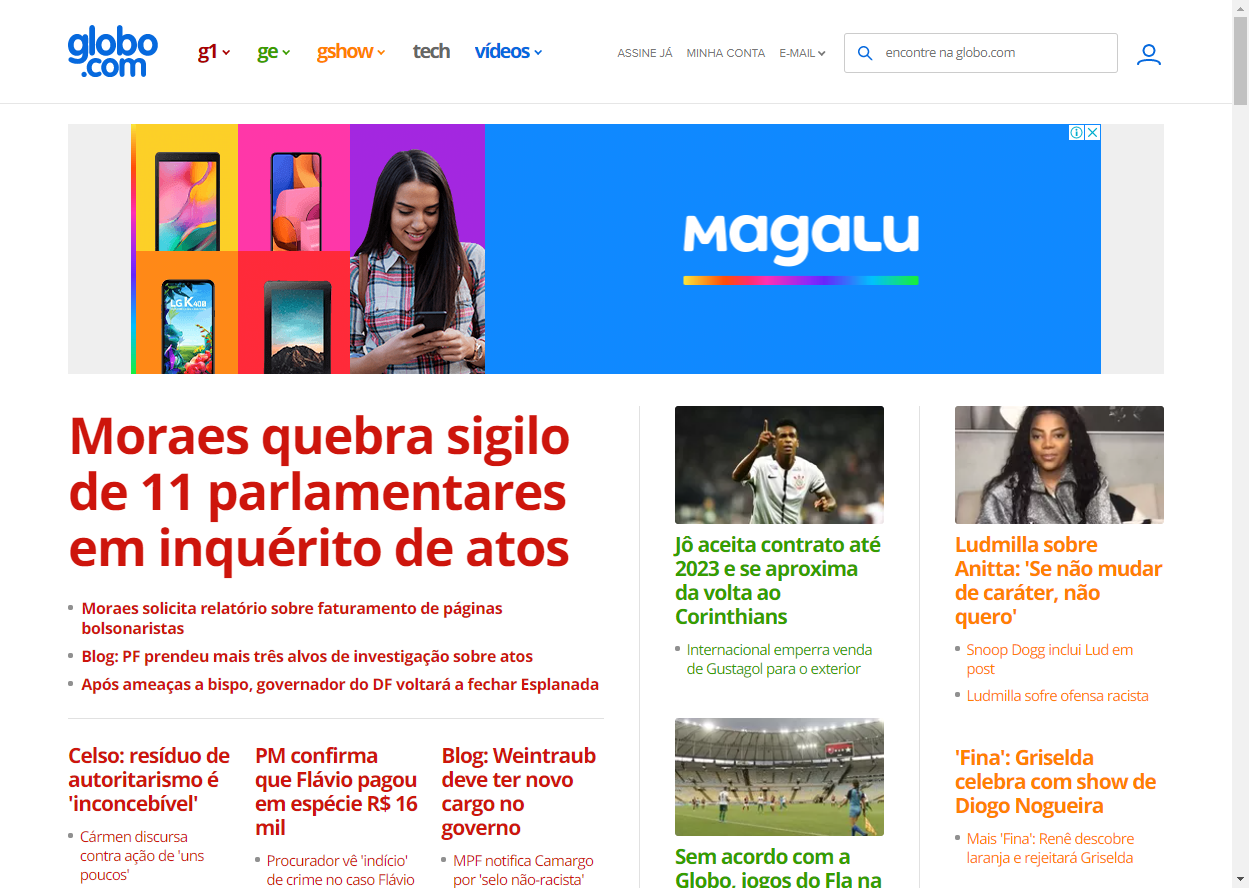 globo
.com
g1
ge
gshow
tech
vídeos
ASSINE JÁ
MINHA CONTA
E-MAIL
encontre na globo.com
LG K40S
MAGALU
Moraes quebra sigilo
de 11 parlamentares
em inquérito de atos
Moraes solicita relatório sobre faturamento de páginas
bolsonaristas
Blog: PF prendeu mais três alvos de investigação sobre atos
Após ameaças a bispo, governador do DF voltará a fechar Esplanada
Celso: resíduo de
autoritarismo é
'inconcebível'
Cármen discursa
contra ação de 'uns
poucos'
PM confirma
que Flávio pagou
em espécie R$ 16
mil
Procurador vê 'indício'
de crime no caso Flávio
Blog: Weintraub
deve ter novo
cargo no
governo
MPF notifica Camargo
por 'selo não-racista'
Jô aceita contrato até
2023 e se aproxima
da volta ao
Corinthians
Internacional emperra venda
de Gustagol para o exterior
Sem acordo com a
Globo, jogos do Fla na
Ludmilla sobre
Anitta: 'Se não mudar
de caráter, não
quero'
Snoop Dogg inclui Lud em
post
Ludmilla sofre ofensa racista
'Fina': Griselda
celebra com show de
Diogo Nogueira
Mais 'Fina': Renê descobre
laranja e rejeitará Griselda